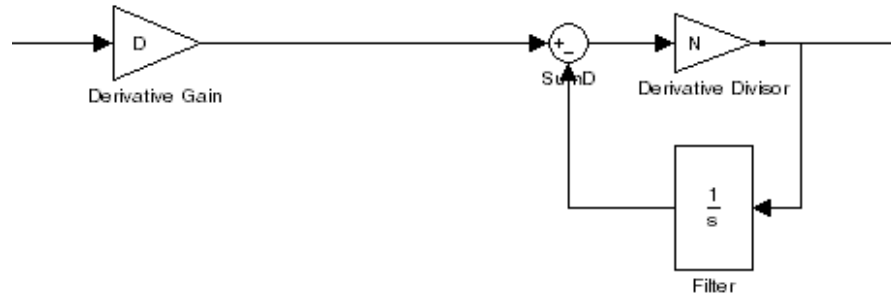 D
Derivative Gain
+
−
SumD
N
Derivative Divisor
1
s
Filter